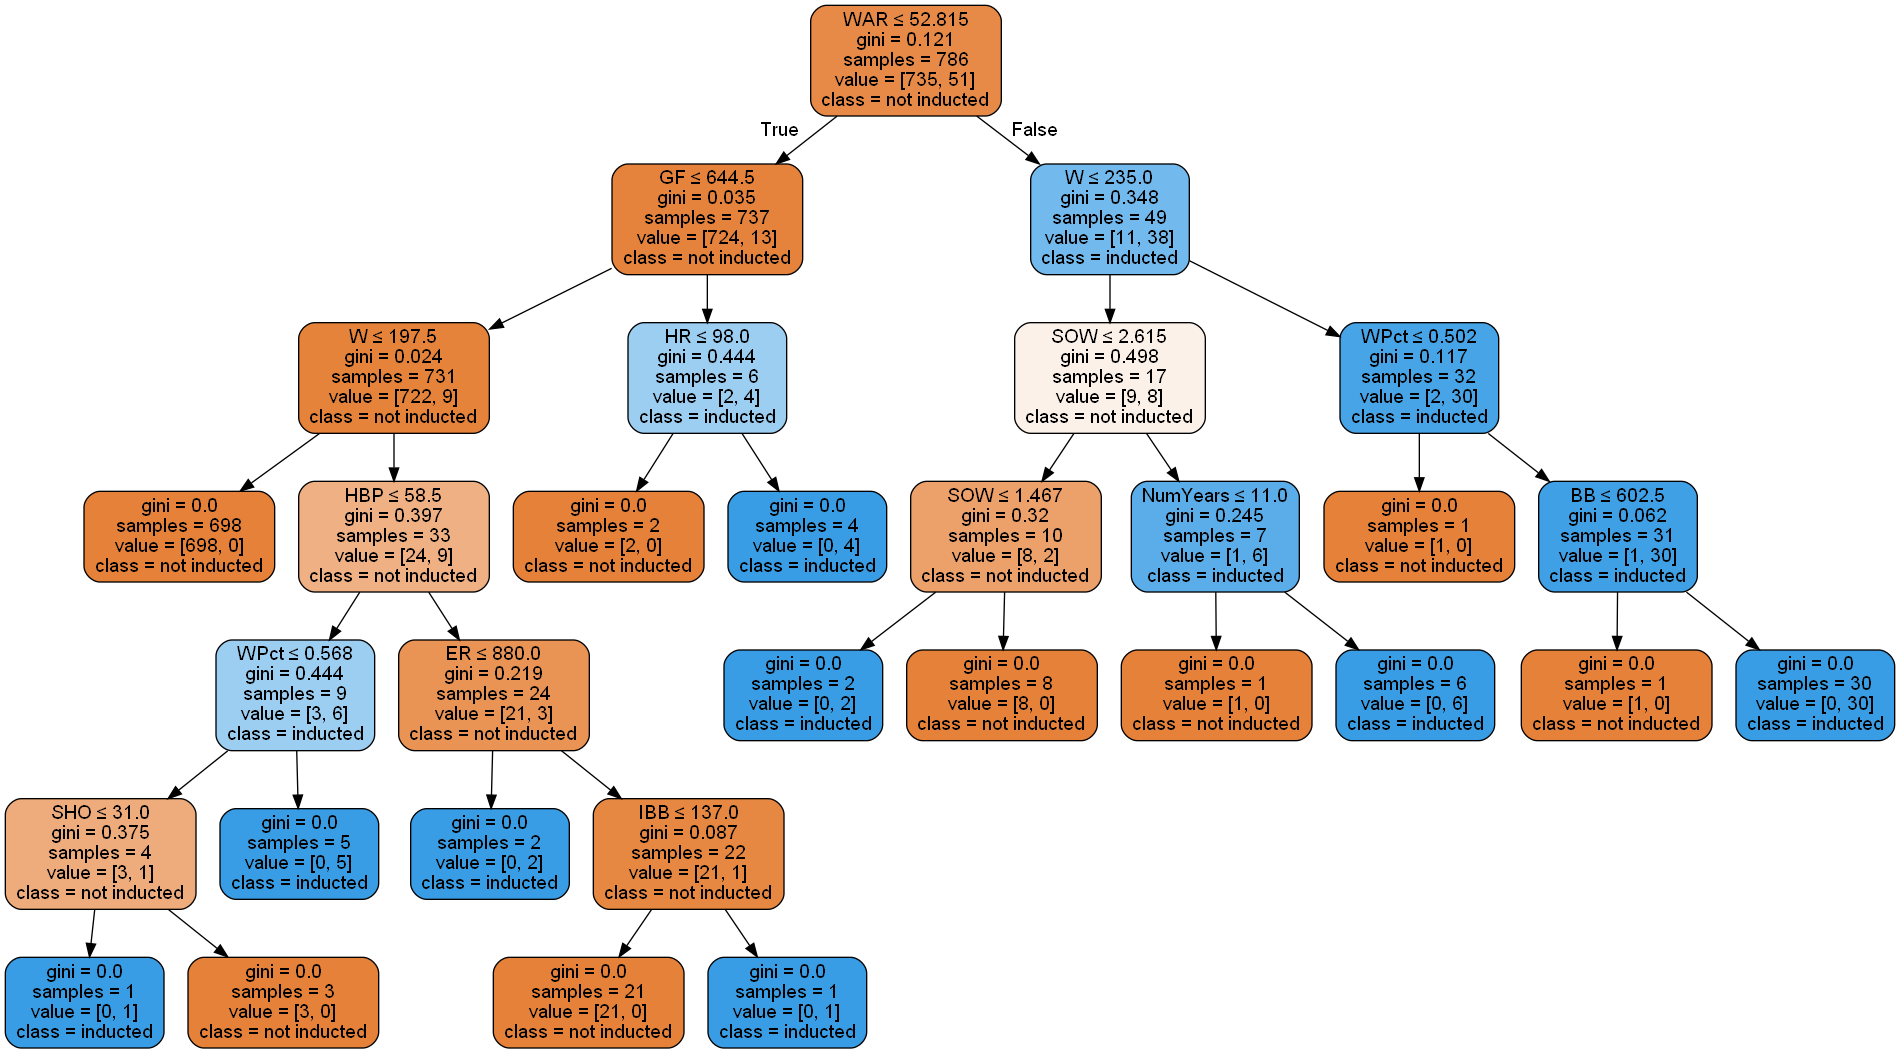 WAR ≤ 52.815
gini = 0.121
samples = 786
value = [735, 51]
class = not inducted
True
False
GF ≤ 644.5
gini = 0.035
samples = 737
value = [724, 13]
class = not inducted
W ≤ 235.0
gini = 0.348
samples = 49
value = [11, 38]
class = inducted
W ≤ 197.5
gini = 0.024
samples = 731
value = [722, 9]
class = not inducted
HR ≤ 98.0
gini = 0.444
samples = 6
value = [2, 4]
class = inducted
SOW ≤ 2.615
gini = 0.498
samples = 17
value = [9, 8]
class = not inducted
WPct ≤ 0.502
gini = 0.117
samples = 32
value = [2, 30]
class = inducted
gini = 0.0
samples = 698
value = [698, 0]
class = not inducted
HBP ≤ 58.5
gini = 0.397
samples = 33
value = [24, 9]
class = not inducted
gini = 0.0
samples = 2
value = [2, 0]
class = not inducted
gini = 0.0
samples = 4
value = [0, 4]
class = inducted
SOW ≤ 1.467
gini = 0.32
samples = 10
value = [8, 2]
class = not inducted
NumYears ≤ 11.0
gini = 0.245
samples = 7
value = [1, 6]
class = inducted
gini = 0.0
samples = 1
value = [1, 0]
class = not inducted
BB ≤ 602.5
gini = 0.062
samples = 31
value = [1, 30]
class = inducted
WPct ≤ 0.568
gini = 0.444
samples = 9
value = [3, 6]
class = inducted
ER ≤ 880.0
gini = 0.219
samples = 24
value = [21, 3]
class = not inducted
gini = 0.0
samples = 2
value = [0, 2]
class = inducted
gini = 0.0
samples = 8
value = [8, 0]
class = not inducted
gini = 0.0
samples = 1
value = [1, 0]
class = not inducted
gini = 0.0
samples = 6
value = [0, 6]
class = inducted
gini = 0.0
samples = 1
value = [1, 0]
class = not inducted
gini = 0.0
samples = 30
value = [0, 30]
class = inducted
SHO ≤ 31.0
gini = 0.375
samples = 4
value = [3, 1]
class = not inducted
gini = 0.0
samples = 5
value = [0, 5]
class = inducted
gini = 0.0
samples = 2
value = [0, 2]
class = inducted
IBB ≤ 137.0
gini = 0.087
samples = 22
value = [21, 1]
class = not inducted
gini = 0.0
samples = 1
value = [0, 1]
class = inducted
gini = 0.0
samples = 3
value = [3, 0]
class = not inducted
gini = 0.0
samples = 21
value = [21, 0]
class = not inducted
gini = 0.0
samples = 1
value = [0, 1]
class = inducted